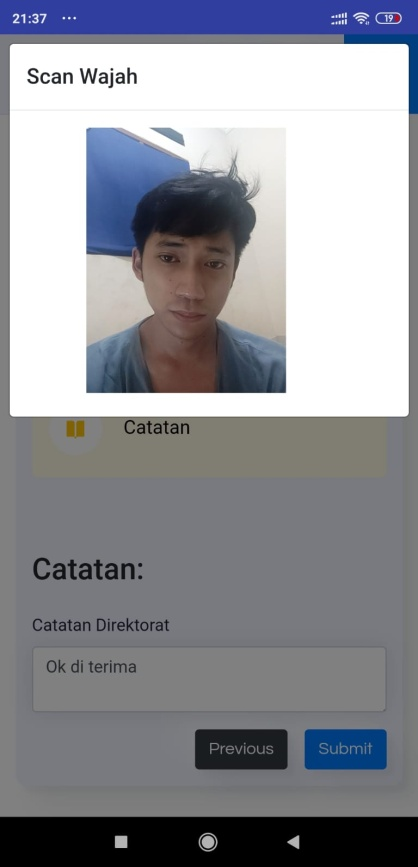 21:37
19
Scan Wajah
Catatan
Catatan:
Catatan Direktorat
Ok di terima
Previous
Submit